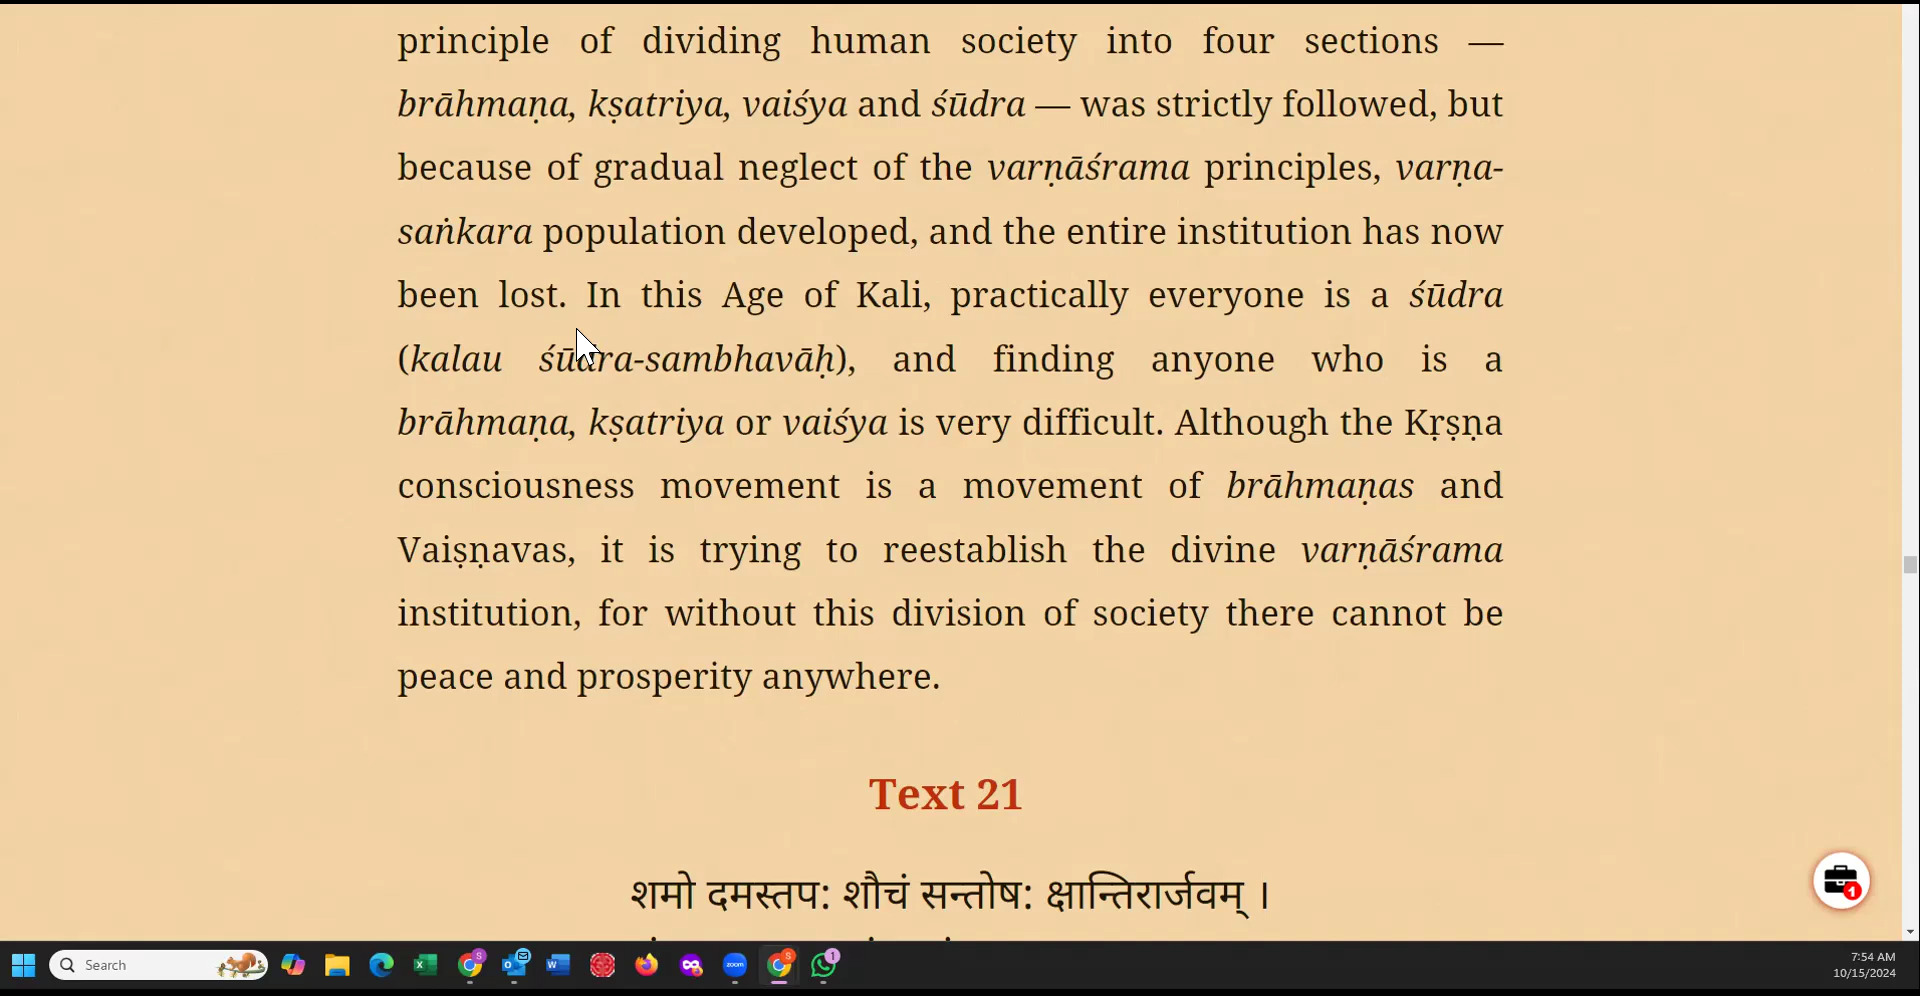 principle of dividing human society into four sections —
brāhmaṇa, kṣatriya, vaiśya and śūdra — was strictly followed, but
because of gradual neglect of the varṇāśrama principles, varṇa-
saṅkara population developed, and the entire institution has now
been lost. In this Age of Kali, practically everyone is a śūdra
(kalau śūdra-sambhavāḥ), and finding anyone who is a
brāhmaṇa, kṣatriya or vaiśya is very difficult. Although the Kṛṣṇa
consciousness movement is a movement of brāhmaṇas and
Vaiṣṇavas, it is trying to reestablish the divine varṇāśrama
institution, for without this division of society there cannot be
peace and prosperity anywhere.
Text 21
शमो दमस्तप: शौचं सन्तोष: क्षान्तिरार्जवम् ।
1
Search
zoom
S
S
1
7:54 AM
10/15/2024